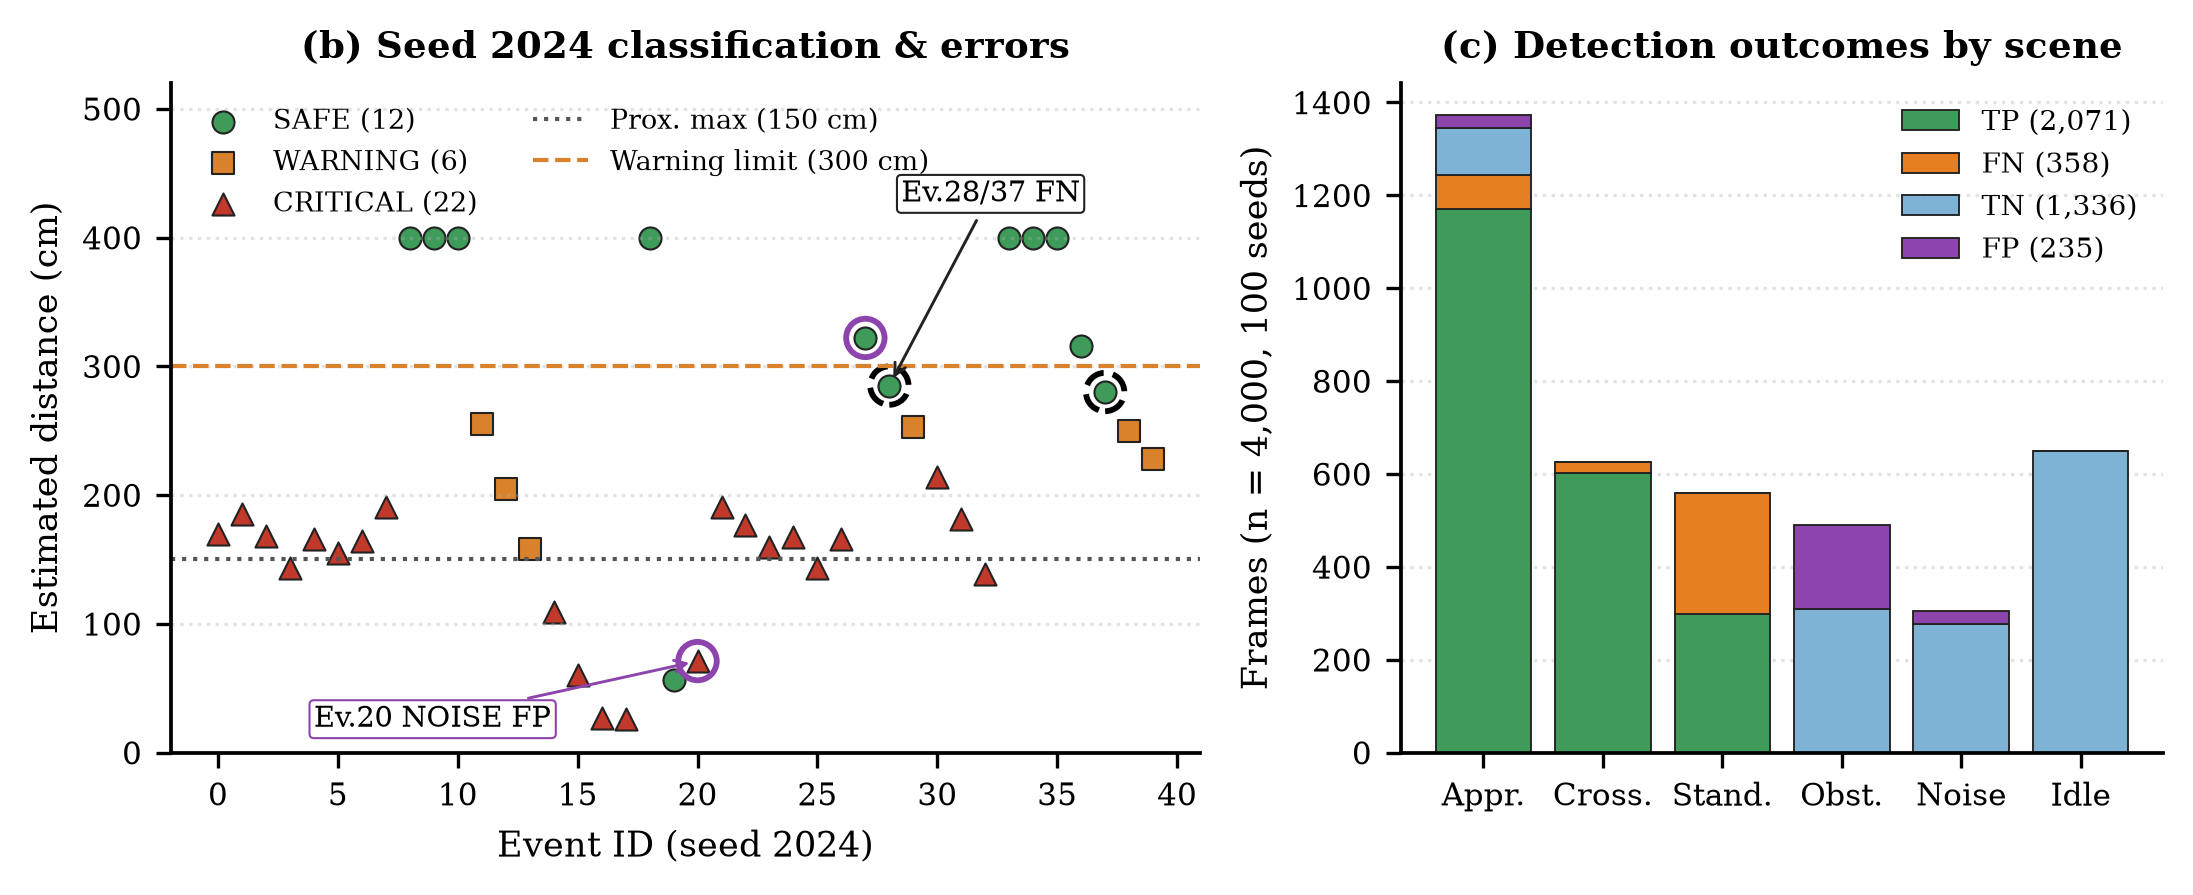 (b) Seed 2024 classification & errors
Estimated distance (cm)
500
400
300
200
100
0
SAFE (12)
WARNING (6)
CRITICAL (22)
Prox. max (150 cm)
Warning limit (300 cm)
Ev.28/37 FN
Ev.20 NOISE FP
0 5 10 15 20 25 30 35 40
Event ID (seed 2024)
(c) Detection outcomes by scene
Frames (n = 4,000, 100 seeds)
1400
1200
1000
800
600
400
200
0
TP (2,071)
FN (358)
TN (1,336)
FP (235)
Appr. Cross. Stand. Obst. Noise Idle